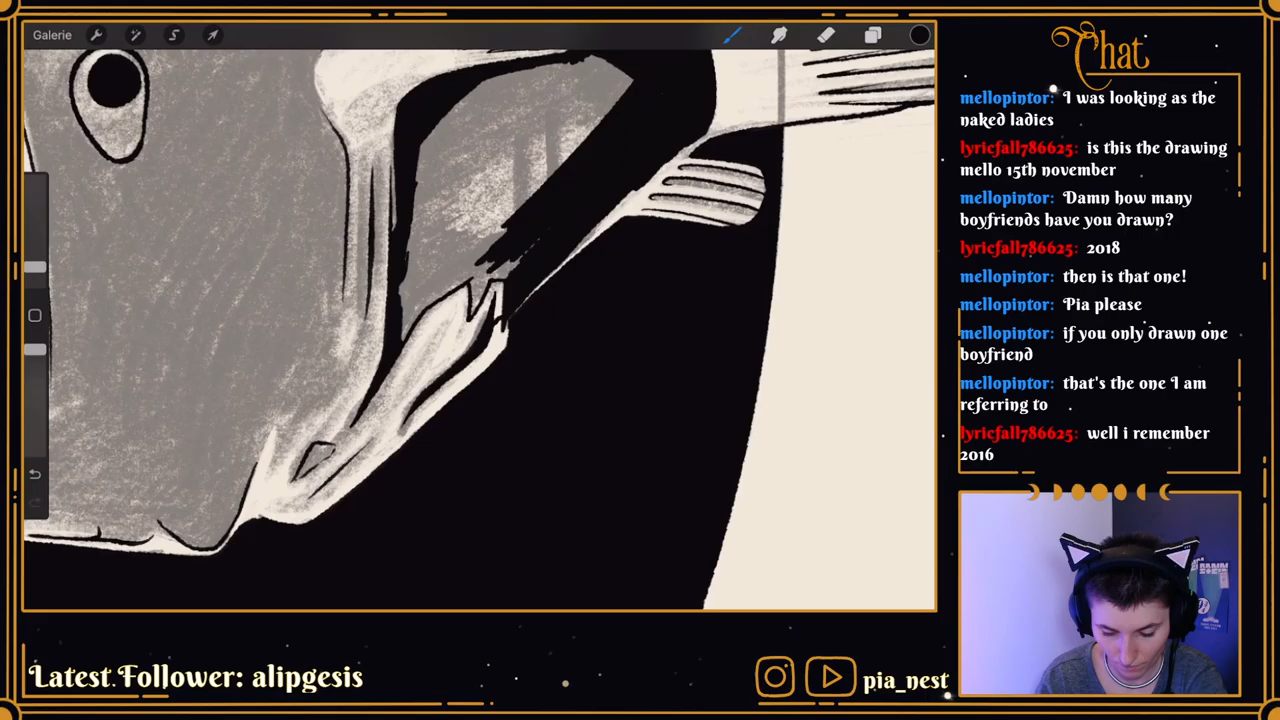 Galerie
Chat
mellopintor: I was looking as the
naked ladies
lyricfall786625: is this the drawing
mello 15th november
mellopintor: Damn how many
boyfriends have you drawn?
lyricfall786625: 2018
mellopintor: then is that one!
mellopintor: Pia please
mellopintor: if you only drawn one
boyfriend
mellopintor: that's the one I am
referring to
lyricfall786625: well i remember
2016
Latest Follower: alipgesis
pia_nest